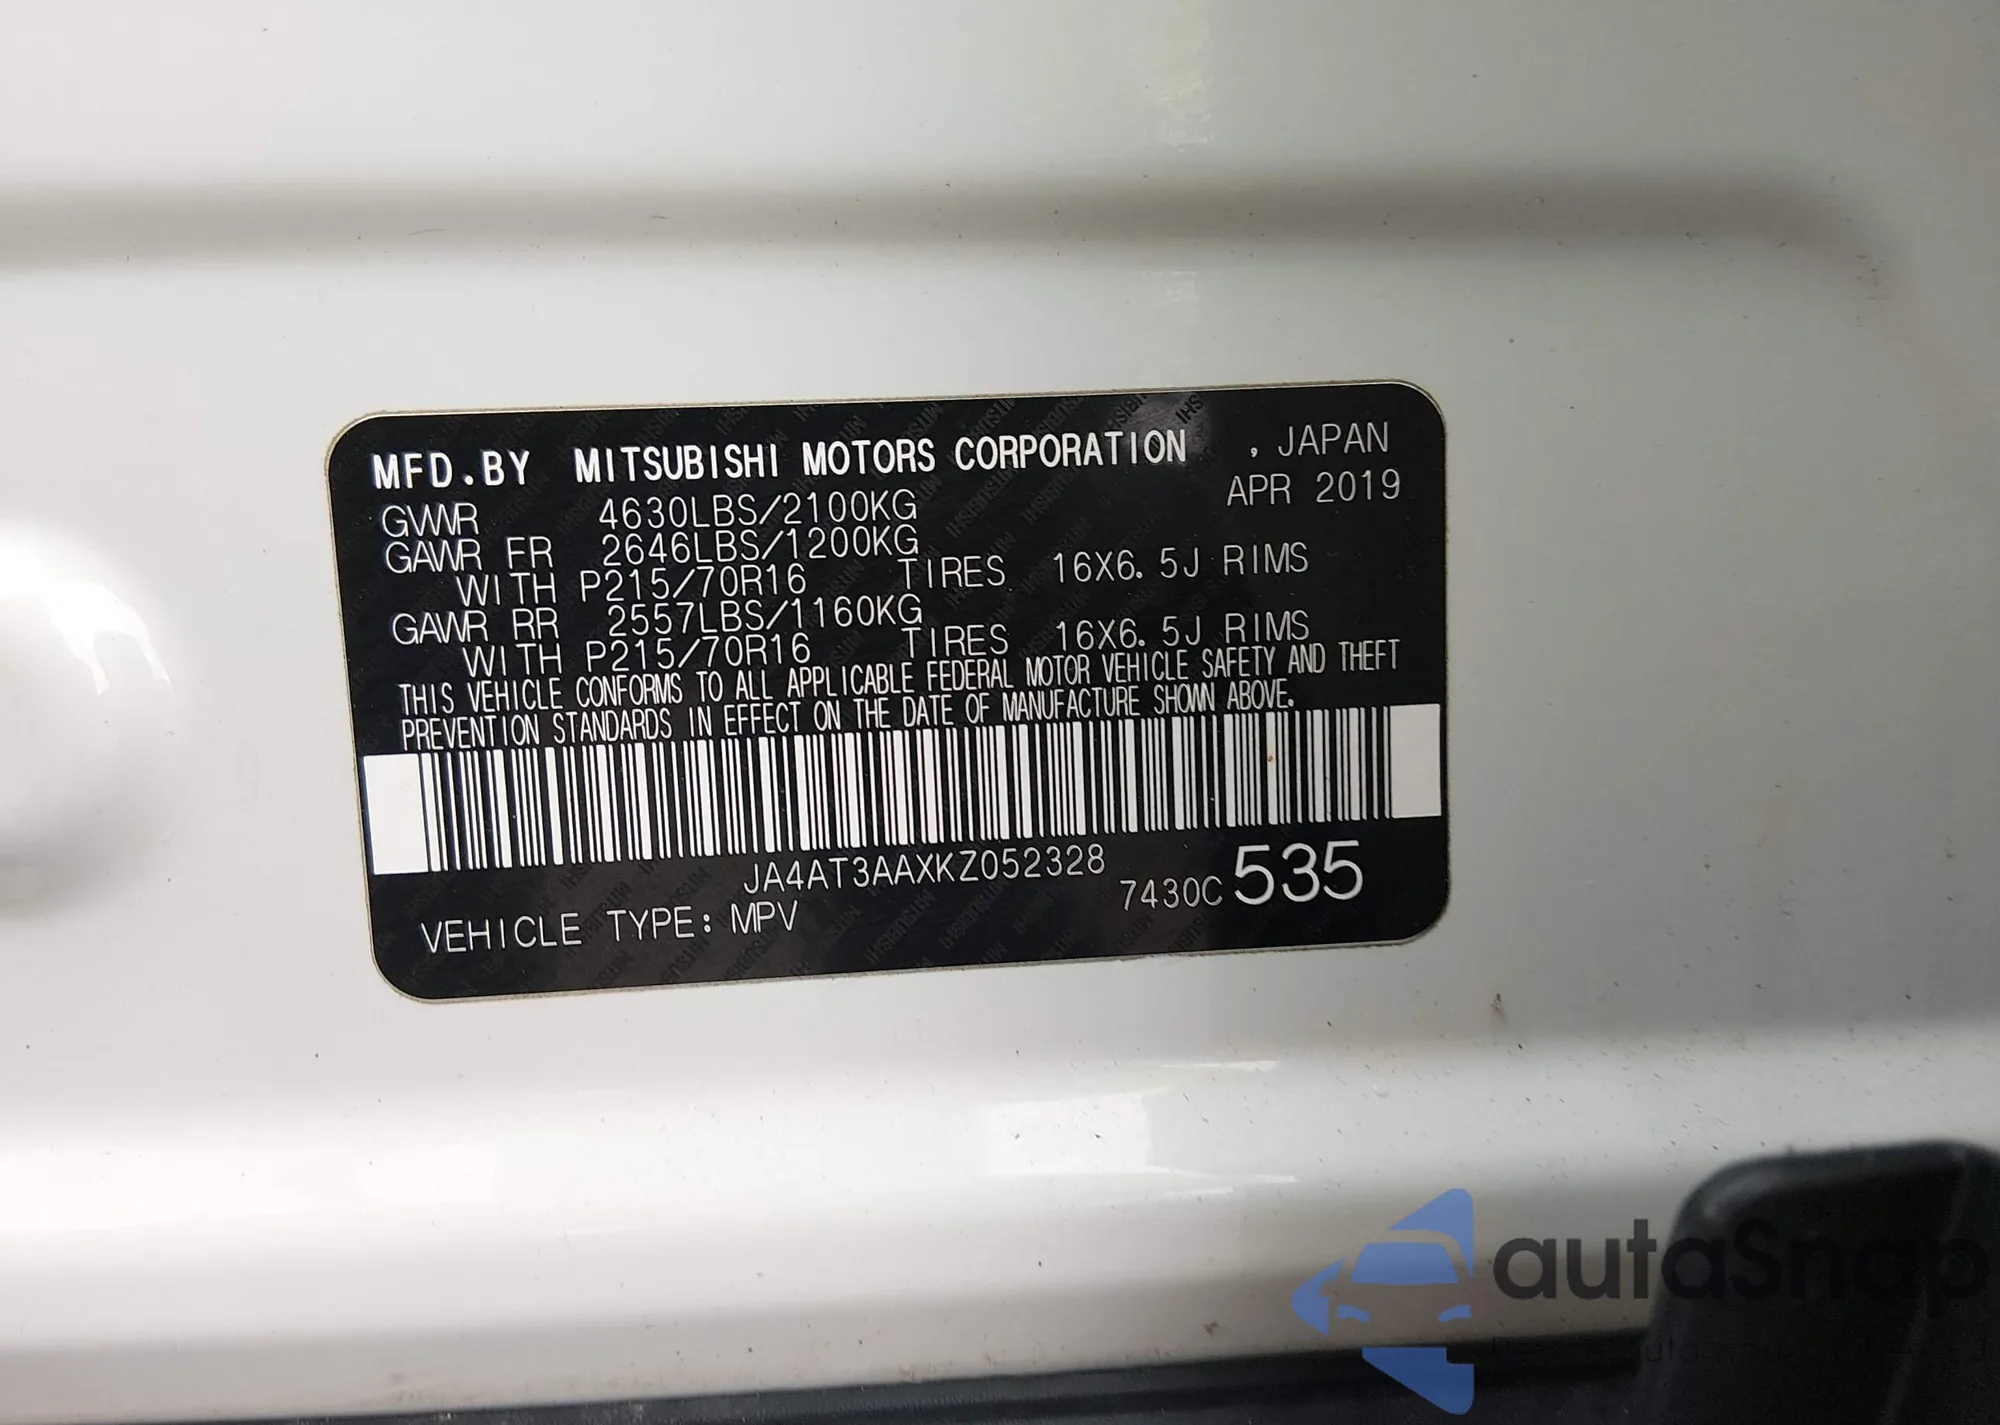 MFD.BY MITSUBISHI MOTORS CORPORATION , JAPAN
APR 2019
GVWR 4630LBS/2100KG
GAWR FR 2646LBS/1200KG
WITH P215/70R16 TIRES 16X6.5J RIMS
GAWR RR 2557LBS/1160KG
WITH P215/70R16 TIRES 16X6.5J RIMS
THIS VEHICLE CONFORMS TO ALL APPLICABLE FEDERAL MOTOR VEHICLE SAFETY AND THEFT
PREVENTION STANDARDS IN EFFECT ON THE DATE OF MANUFACTURE SHOWN ABOVE.
JA4AT3AAXKZ052328
7430C 535
VEHICLE TYPE: MPV
autoSnap